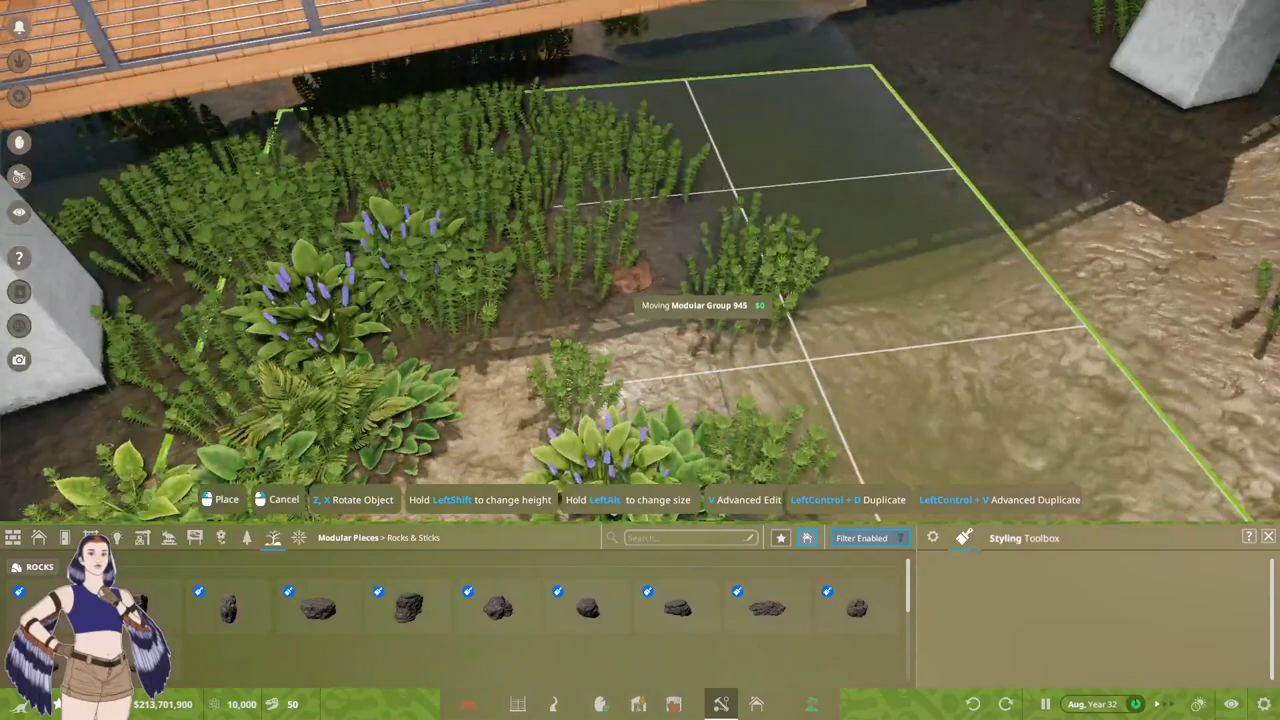 Moving Modular Group 945 $0
Place
Cancel
Z, X Rotate Object
Hold LeftShift to change height
Hold LeftAlt to change size
V Advanced Edit
LeftControl + D Duplicate
LeftControl + V Advanced Duplicate
Modular Pieces > Rocks & Sticks
Search...
Filter Enabled
Styling Toolbox
ROCKS
$213,701,900
10,000
50
Aug, Year 32